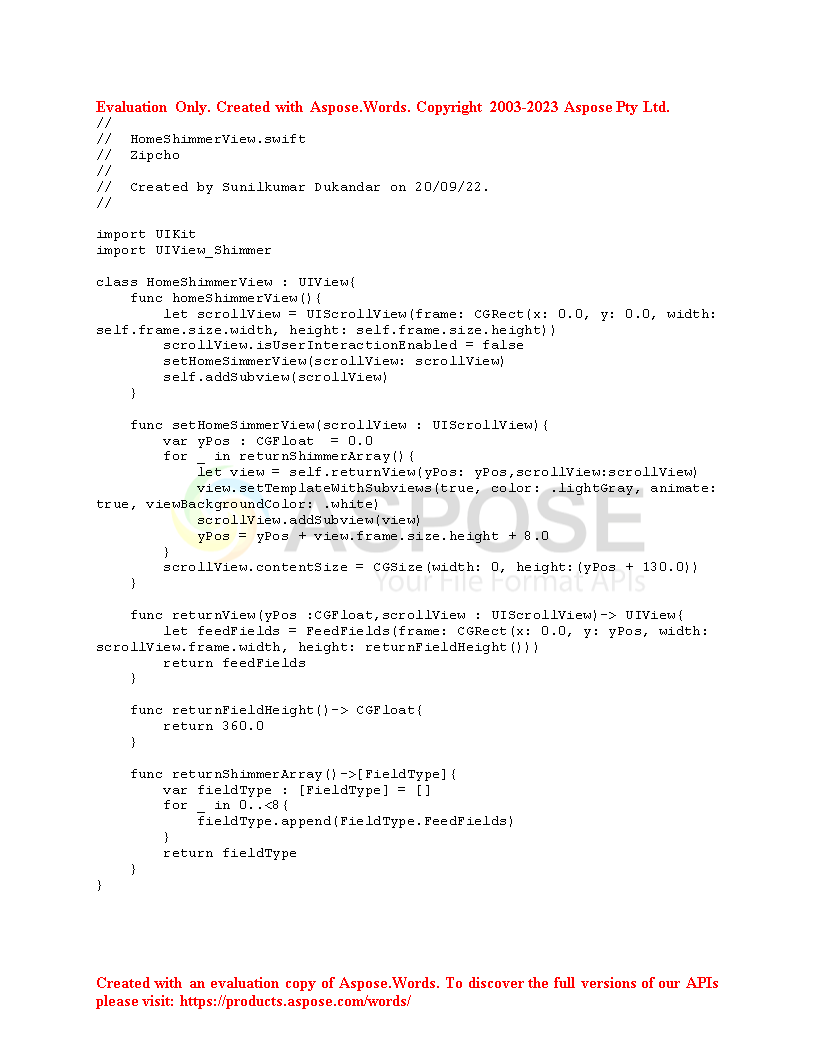 Evaluation Only. Created with Aspose.Words. Copyright 2003-2023 Aspose Pty Ltd.
//
//  HomeShimmerView.swift
//  Zipcho
//
//  Created by Sunilkumar Dukandar on 20/09/22.
//
import UIKit
import UIView_Shimmer
class HomeShimmerView : UIView{
    func homeShimmerView(){
        let scrollView = UIScrollView(frame: CGRect(x: 0.0, y: 0.0, width:
self.frame.size.width, height: self.frame.size.height))
        scrollView.isUserInteractionEnabled = false
        setHomeSimmerView(scrollView: scrollView)
        self.addSubview(scrollView)
    }
    func setHomeSimmerView(scrollView : UIScrollView){
        var yPos : CGFloat  = 0.0
        for _ in returnShimmerArray(){
            let view = self.returnView(yPos: yPos,scrollView:scrollView)
            view.setTemplateWithSubviews(true, color: .lightGray, animate:
true, viewBackgroundColor: .white)
            scrollView.addSubview(view)
            yPos = yPos + view.frame.size.height + 8.0
        }
        scrollView.contentSize = CGSize(width: 0, height:(yPos + 130.0))
    }
    func returnView(yPos :CGFloat,scrollView : UIScrollView)-> UIView{
        let feedFields = FeedFields(frame: CGRect(x: 0.0, y: yPos, width:
scrollView.frame.width, height: returnFieldHeight()))
        return feedFields
    }
    func returnFieldHeight()-> CGFloat{
        return 360.0
    }
    func returnShimmerArray()->[FieldType]{
        var fieldType : [FieldType] = []
        for _ in 0..<8{
            fieldType.append(FieldType.FeedFields)
        }
        return fieldType
    }
}
ASPOSE
Your File Format APIs
Created with an evaluation copy of Aspose.Words. To discover the full versions of our APIs
please visit: https://products.aspose.com/words/